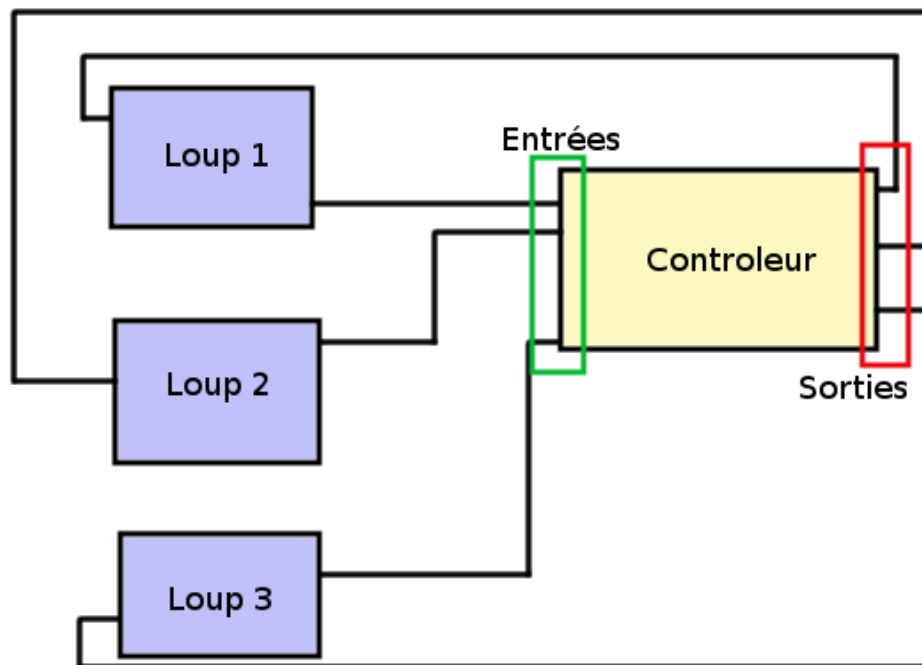 Entrées
Loup 1
Controleur
Loup 2
Sorties
Loup 3